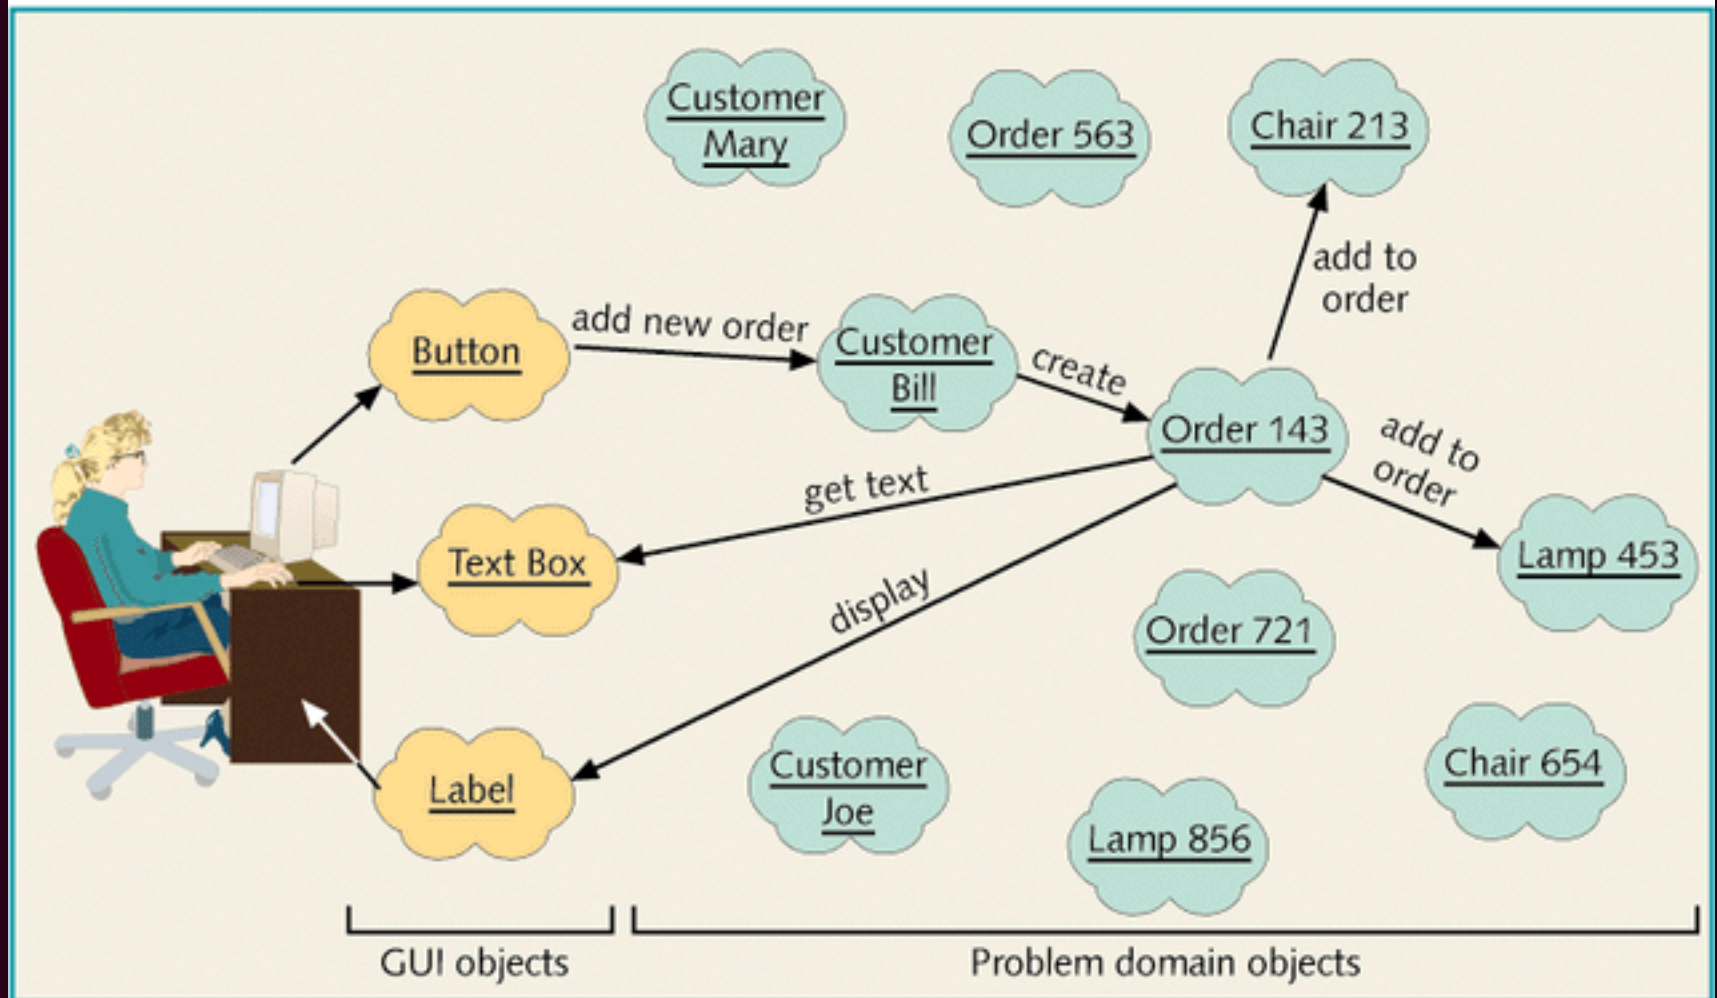 Customer
Mary
Order 563
Chair 213
add to
order
Button
add new order
Customer
Bill
create
Order 143
add to
order
get text
Text Box
Lamp 453
display
Order 721
Label
Customer
Joe
Chair 654
Lamp 856
GUI objects
Problem domain objects